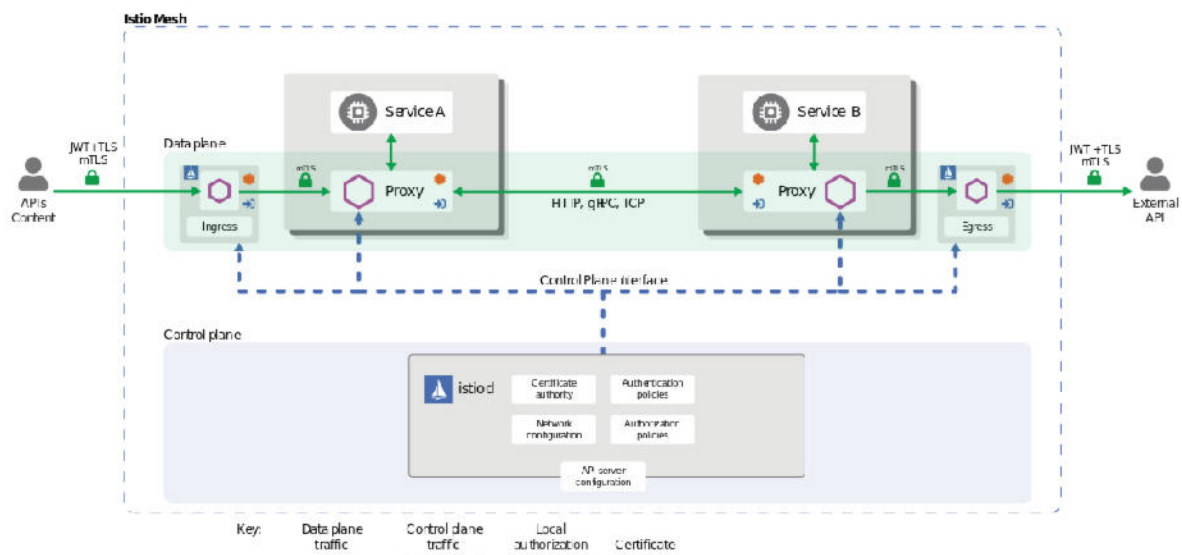 Istio Mesh
Service A
Service B
Data plane
JWT+TLS
mTLS
JWT +TLS
mTLS
mTLS
mTLS
mTLS
Proxy
Proxy
HTTP, gRPC, TCP
APIs
Content
External
API
Ingress
Egress
Control Plane interface
Control plane
istiod
Certificate
authority
Authentication
policies
Network
configuration
Authorization
policies
API server
configuration
Key:
Data plane
traffic
Control plane
traffic
Local
authorization
Certificate